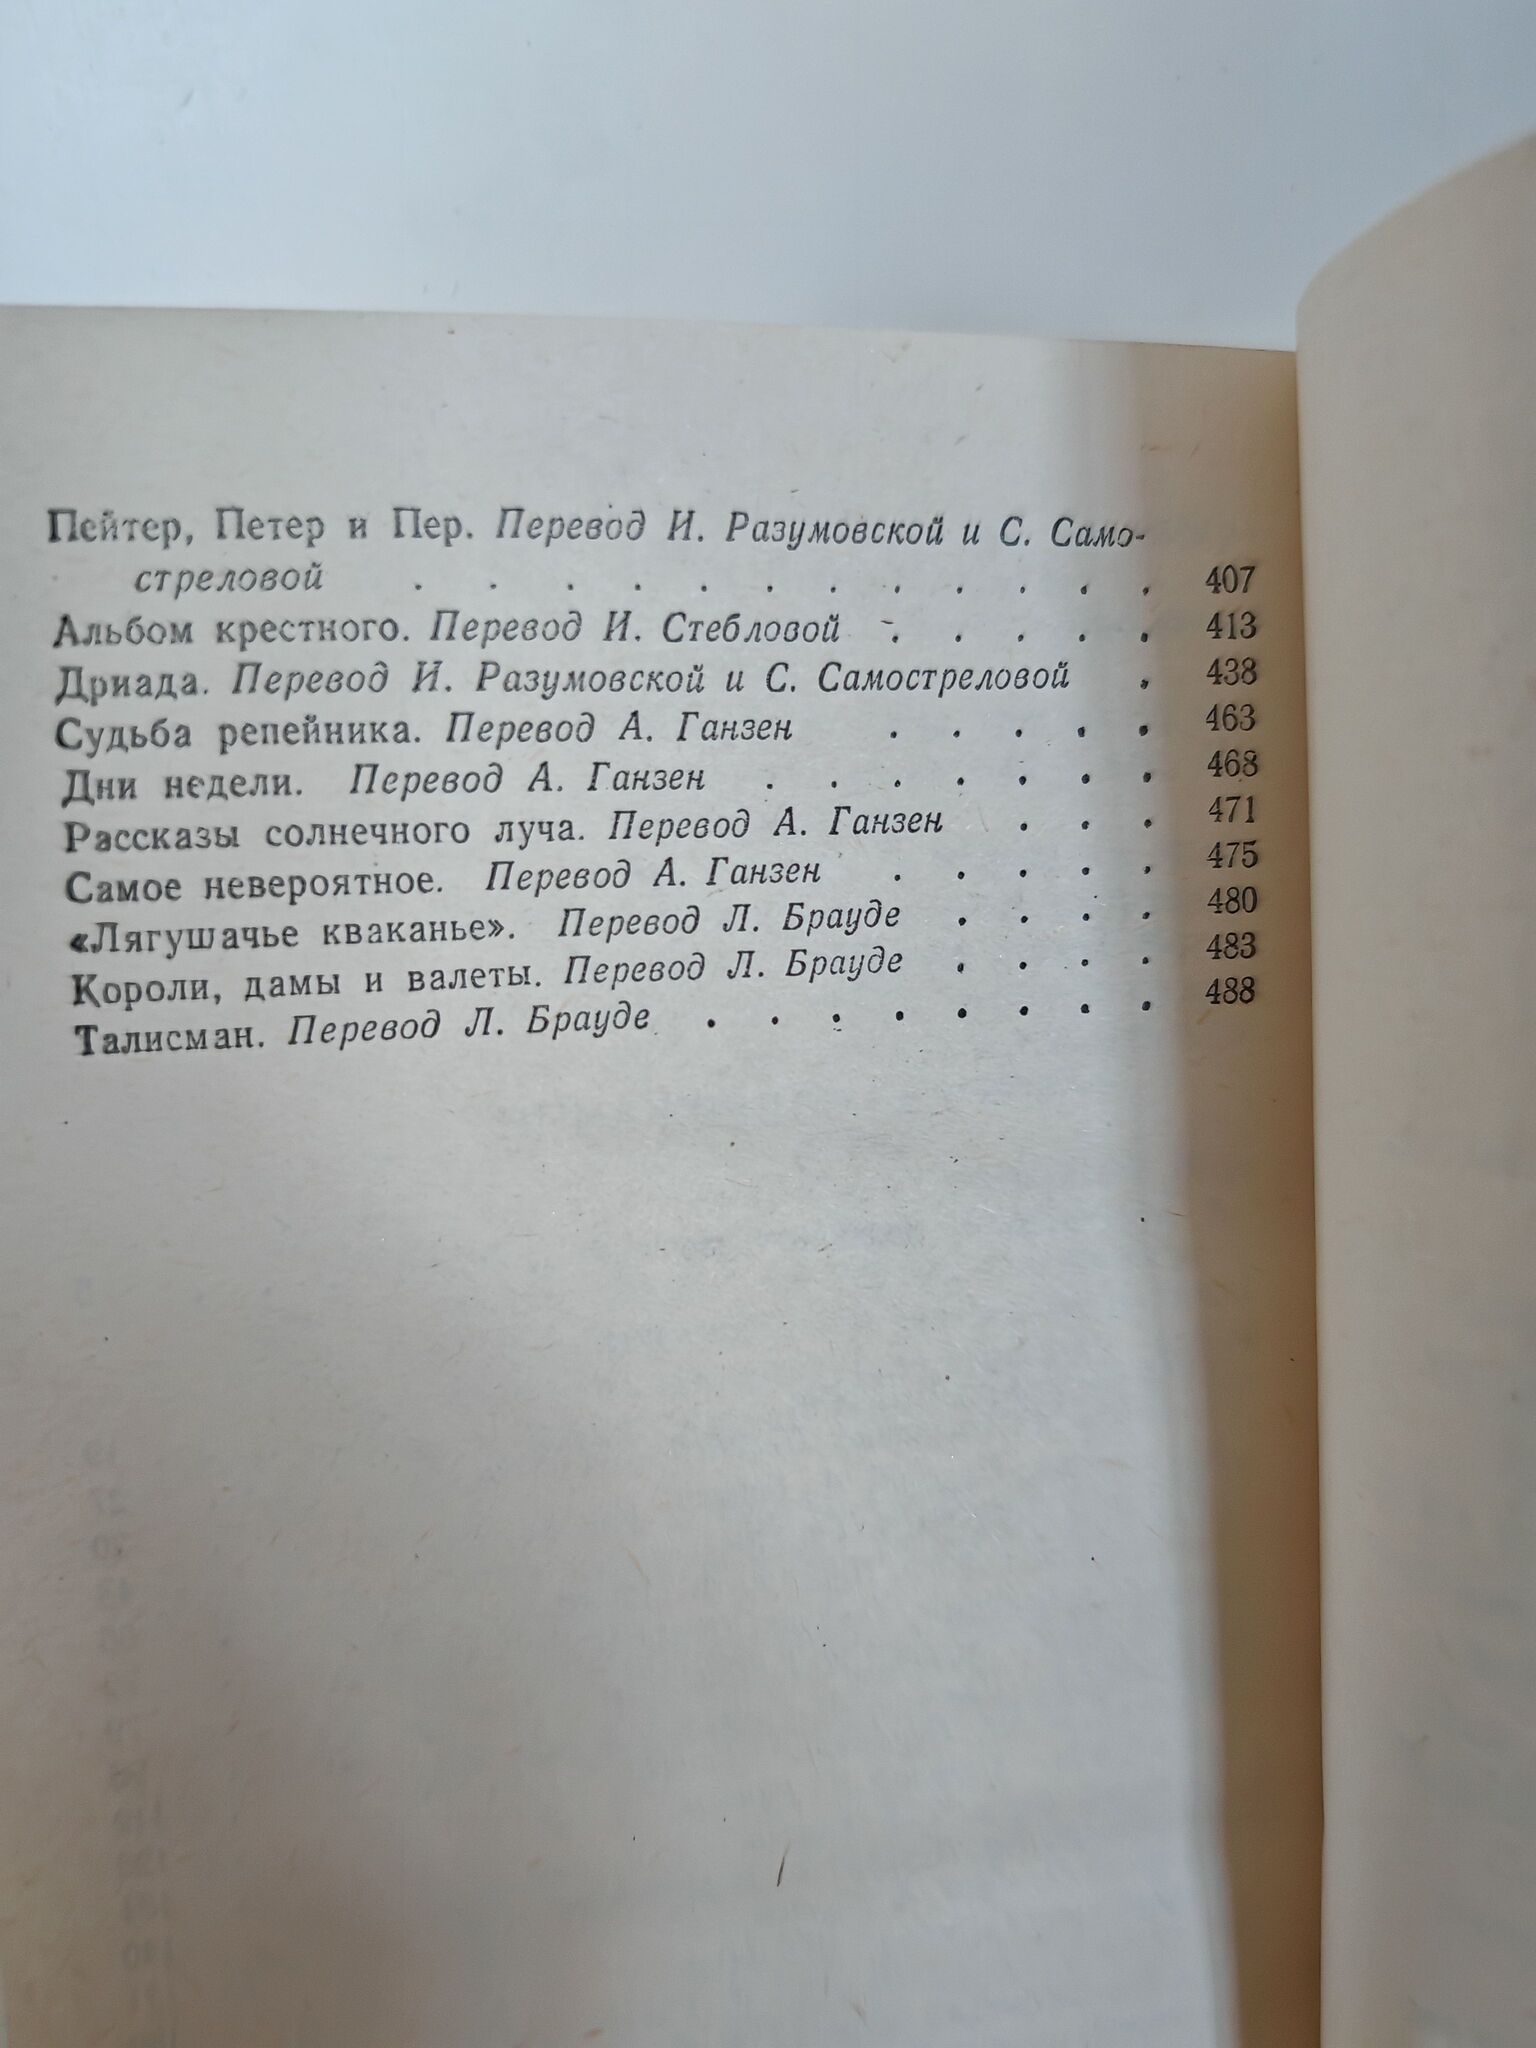 Пейтер, Петер и Пер. Перевод И. Разумовской и С. Само-
стреловой . . . . . . . . . . . . 407
Альбом крестного. Перевод И. Стебловой . . . . . 413
Дриада. Перевод И. Разумовской и С. Самостреловой . 438
Судьба репейника. Перевод А. Ганзен . . . . . 463
Дни недели. Перевод А. Ганзен . . . . . . . 468
Рассказы солнечного луча. Перевод А. Ганзен . . . 471
Самое невероятное. Перевод А. Ганзен . . . . . 475
«Лягушачье кваканье». Перевод Л. Брауде . . . . 480
Короли, дамы и валеты. Перевод Л. Брауде . . . . 483
Талисман. Перевод Л. Брауде . . . . . . . . 488